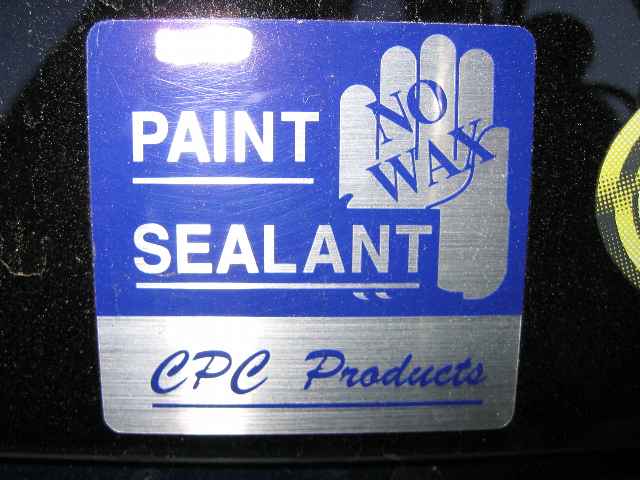 PAINT
SEALANT
NO
WAX
CPC Products